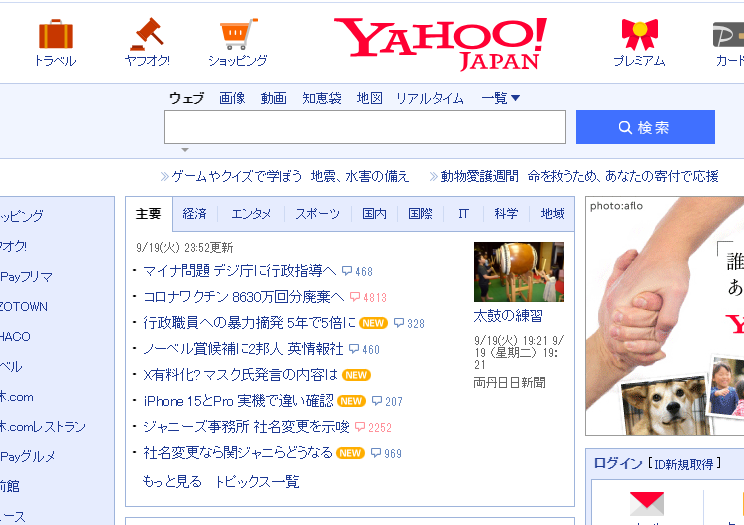 トラベル
ヤフオク!
ショッピング
YAHOO!
JAPAN
プレミアム
カード
ウェブ 画像 動画 知恵袋 地図 リアルタイム 一覧▼
検索
ゲームやクイズで学ぼう 地震、水害の備え
動物愛護週間 命を救うため、あなたの寄付で応援
ッピング
フオク!
Payフリマ
ZOTOWN
HACO
ベル
休.com
休.comレストラン
Payグルメ
前館
ュース
主要 経済 エンタメ スポーツ 国内 国際 IT 科学 地域
9/19(火) 23:52更新
・マイナ問題 デジ庁に行政指導へ 468
・コロナワクチン 8630万回分廃棄へ 4813
・行政職員への暴力摘発 5年で5倍に NEW 328
・ノーベル賞候補に2邦人 英情報社 460
・X有料化? マスク氏発言の内容は NEW
・iPhone 15とPro 実機で違い確認 NEW 207
・ジャニーズ事務所 社名変更を示唆 2252
・社名変更なら関ジャニらどうなる NEW 969
もっと見る トピックス一覧
太鼓の練習
9/19(火) 19:21 9/
19（星期二）19:
21
両丹日日新聞
photo:aflo
誰
あ
Y
ログイン [ID新規取得]